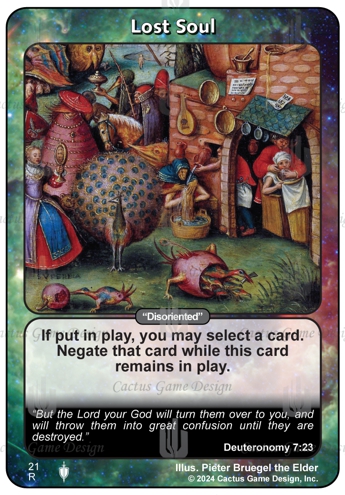 Lost Soul
"Disoriented"
If put in play, you may select a card.
Negate that card while this card
remains in play.
Cactus Game Design
"But the Lord your God will turn them over to you, and
will throw them into great confusion until they are
destroyed."
Deuteronomy 7:23
21
R
Illus. Pieter Bruegel the Elder
© 2024 Cactus Game Design, Inc.